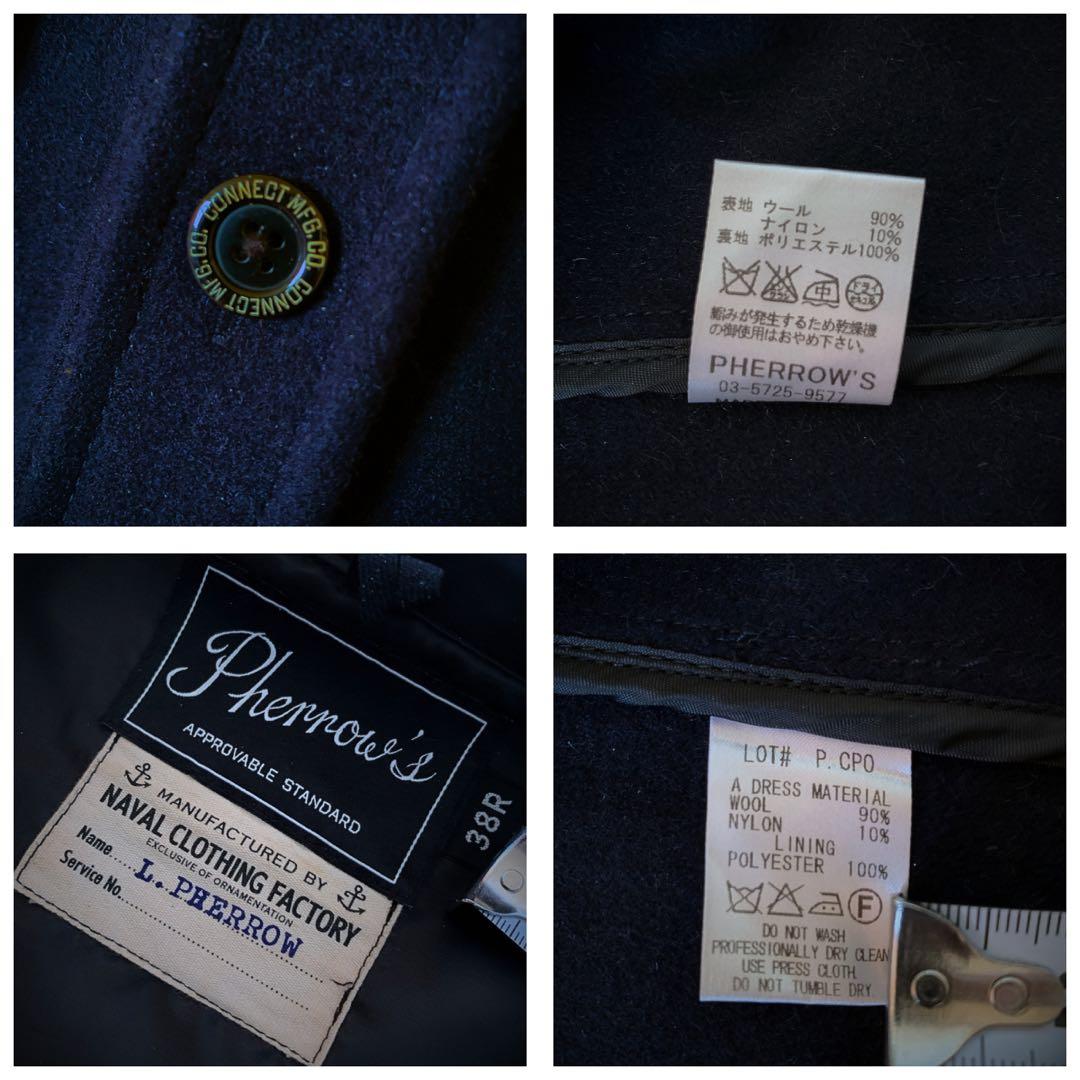 CONNECT MFG.CO. CONNECT MFG.CO.
表地 ウール 90%
ナイロン 10%
裏地 ポリエステル100%
ドライ
縮みが発生するため乾燥機
の御使用はおやめ下さい。
PHERROW'S
03-5725-9577
Pherrow's
APPROVABLE STANDARD
38R
MANUFACTURED BY
NAVAL CLOTHING FACTORY
EXCLUSIVE OF ORNAMENTATION
Name.....L. PHERROW
Service No.
LOT# P. CPO
A DRESS MATERIAL
WOOL 90%
NYLON 10%
LINING
POLYESTER 100%
F
DO NOT WASH
PROFESSIONALLY DRY CLEAN
USE PRESS CLOTH.
DO NOT TUMBLE DRY